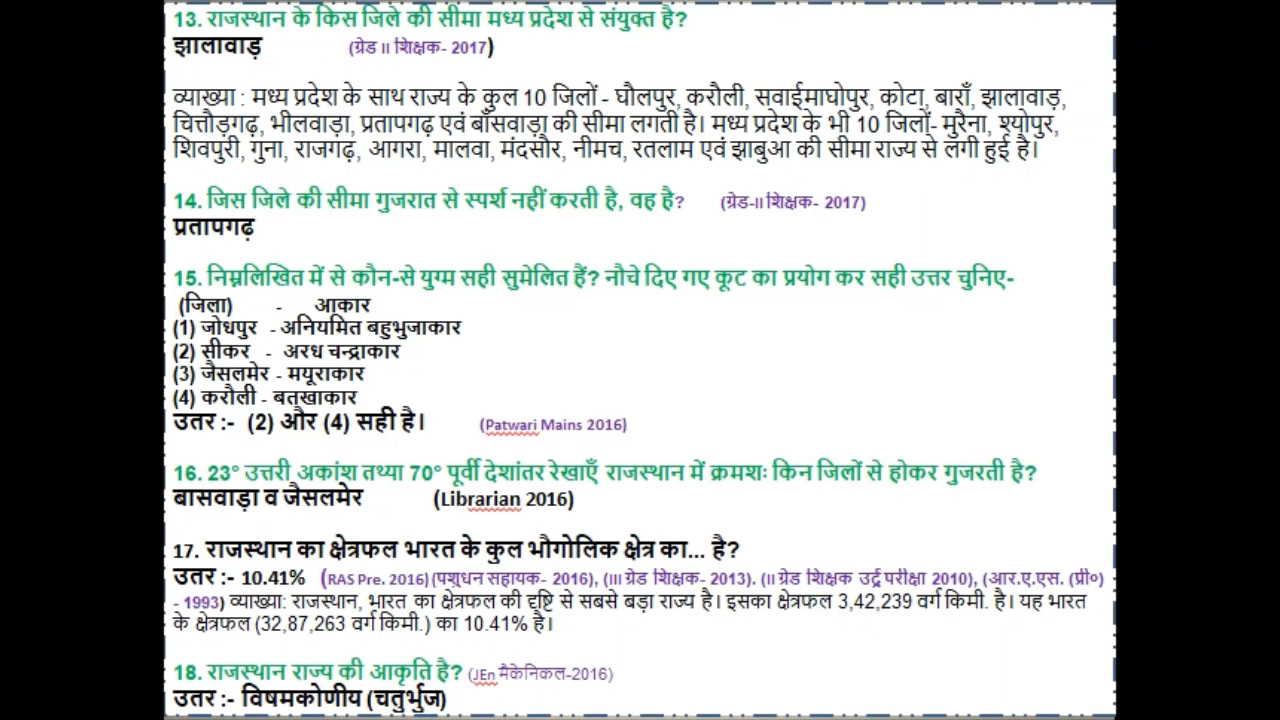 13. राजस्थान के किस जिले की सीमा मध्य प्रदेश से संयुक्त है?
झालावाड़ (ग्रेड II शिक्षक- 2017)
व्याख्या : मध्य प्रदेश के साथ राज्य के कुल 10 जिलों - घौलपुर, करौली, सवाईमाघोपुर, कोटा, बाराँ, झालावाड़,
चित्तौड़गढ़, भीलवाड़ा, प्रतापगढ़ एवं बाँसवाड़ा की सीमा लगती है। मध्य प्रदेश के भी 10 जिलों- मुरैना, श्योपुर,
शिवपुरी, गुना, राजगढ़, आगरा, मालवा, मंदसौर, नीमच, रतलाम एवं झाबुआ की सीमा राज्य से लगी हुई है।
14. जिस जिले की सीमा गुजरात से स्पर्श नहीं करती है, वह है? (ग्रेड-II शिक्षक- 2017)
प्रतापगढ़
15. निम्नलिखित में से कौन-से युग्म सही सुमेलित हैं? नौचे दिए गए कूट का प्रयोग कर सही उत्तर चुनिए-
(जिला) - आकार
(1) जोधपुर - अनियमित बहुभुजाकार
(2) सीकर - अरध चन्द्राकार
(3) जैसलमेर - मयूराकार
(4) करौली - बतखाकार
उतर :- (2) और (4) सही है। (Patwari Mains 2016)
16. 23° उत्तरी अकांश तथ्या 70° पूर्वी देशांतर रेखाएँ राजस्थान में क्रमशः किन जिलों से होकर गुजरती है?
बासवाड़ा व जैसलमेर (Librarian 2016)
17. राजस्थान का क्षेत्रफल भारत के कुल भौगोलिक क्षेत्र का... है?
उतर :- 10.41% (RAS Pre. 2016) (पशुधन सहायक- 2016), (III ग्रेड शिक्षक- 2013). (II ग्रेड शिक्षक उर्दू परीक्षा 2010), (आर.ए.एस. (प्री०)
- 1993) व्याख्या: राजस्थान, भारत का क्षेत्रफल की दृष्टि से सबसे बड़ा राज्य है। इसका क्षेत्रफल 3,42,239 वर्ग किमी. है। यह भारत
के क्षेत्रफल (32,87,263 वर्ग किमी.) का 10.41% है।
18. राजस्थान राज्य की आकृति है? (JEn मैकेनिकल-2016)
उतर :- विषमकोणीय (चतुर्भुज)